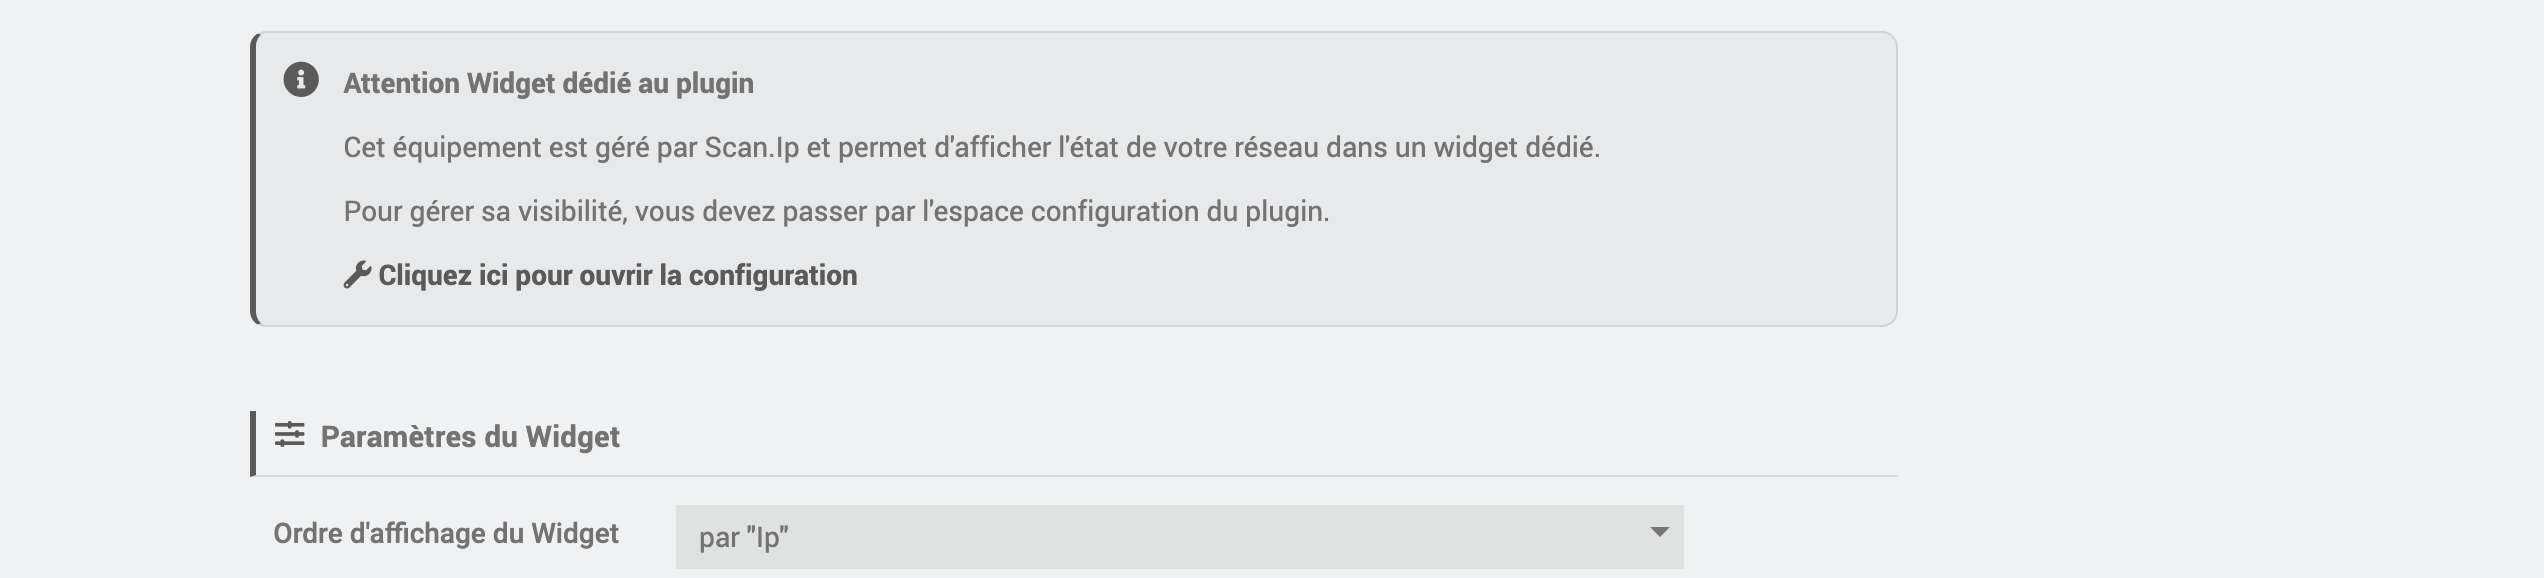 Attention Widget dédié au plugin
Cet équipement est géré par Scan.Ip et permet d'afficher l'état de votre réseau dans un widget dédié.
Pour gérer sa visibilité, vous devez passer par l'espace configuration du plugin.
Cliquez ici pour ouvrir la configuration
Paramètres du Widget
Ordre d'affichage du Widget
par "Ip"